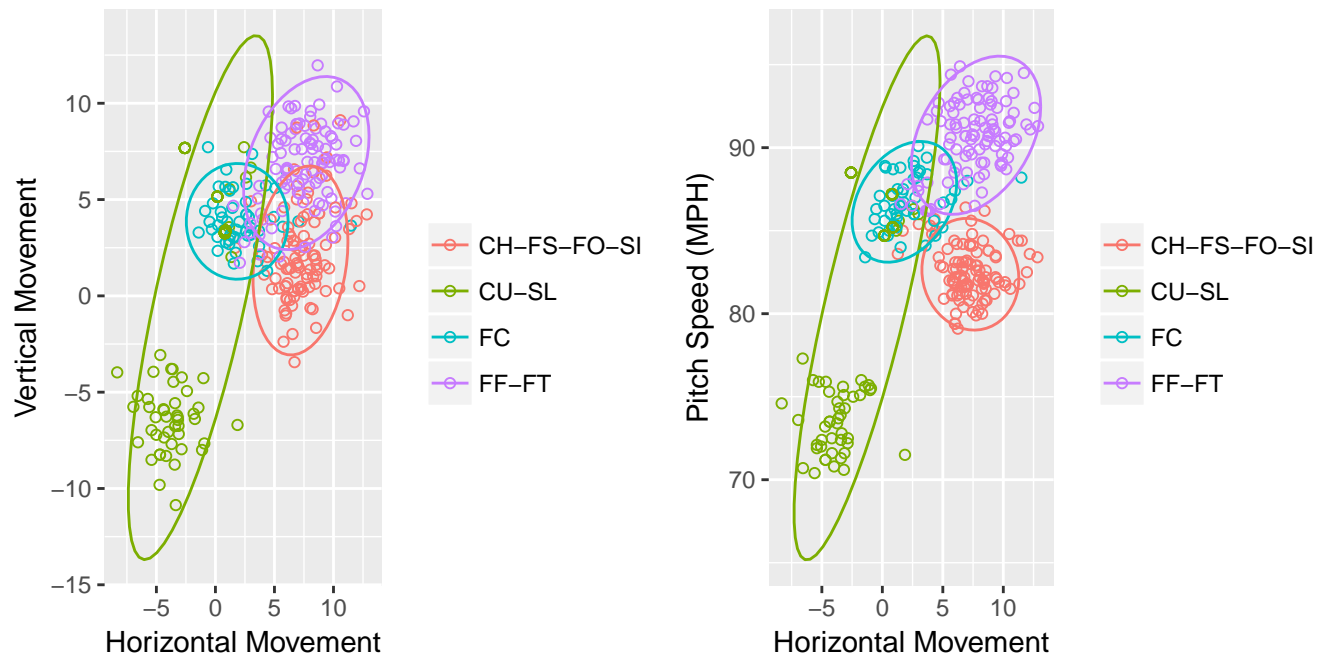 Vertical Movement
10
5
0
−5
−10
−15
−5 0 5 10
Horizontal Movement
CH−FS−FO−SI
CU−SL
FC
FF−FT
Pitch Speed (MPH)
90
80
70
−5 0 5 10
Horizontal Movement
CH−FS−FO−SI
CU−SL
FC
FF−FT